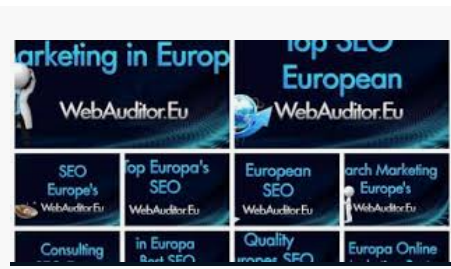 arketing in Europ
WebAuditor.Eu
Top SEO
European
WebAuditor.Eu
SEO
Europe's
WebAuditor.Eu
Top Europa's
SEO
WebAuditor.Eu
European
SEO
WebAuditor.Eu
arch Marketing
Europe's
WebAuditor.Eu
Consulting
in Europa
Best SEO
Quality
Europa Online